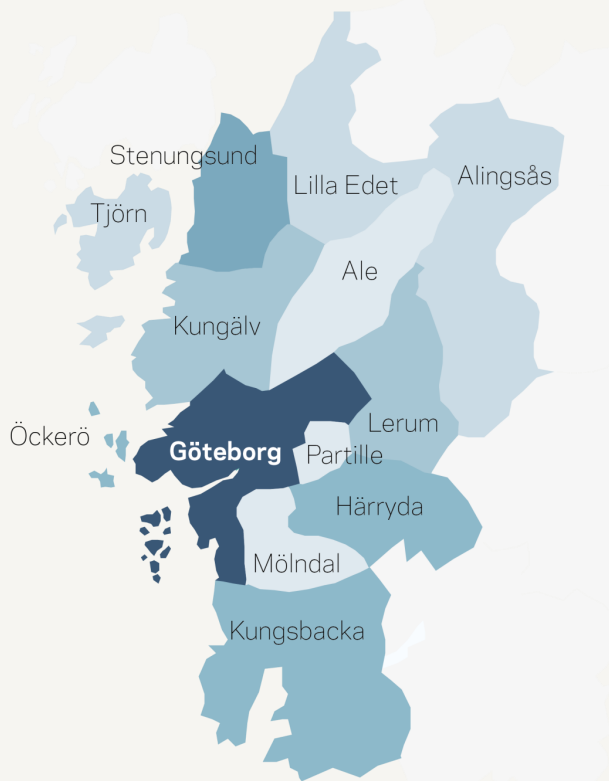 Stenungsund
Lilla Edet
Alingsås
Tjörn
Ale
Kungälv
Öckerö
Göteborg
Lerum
Partille
Härryda
Mölndal
Kungsbacka